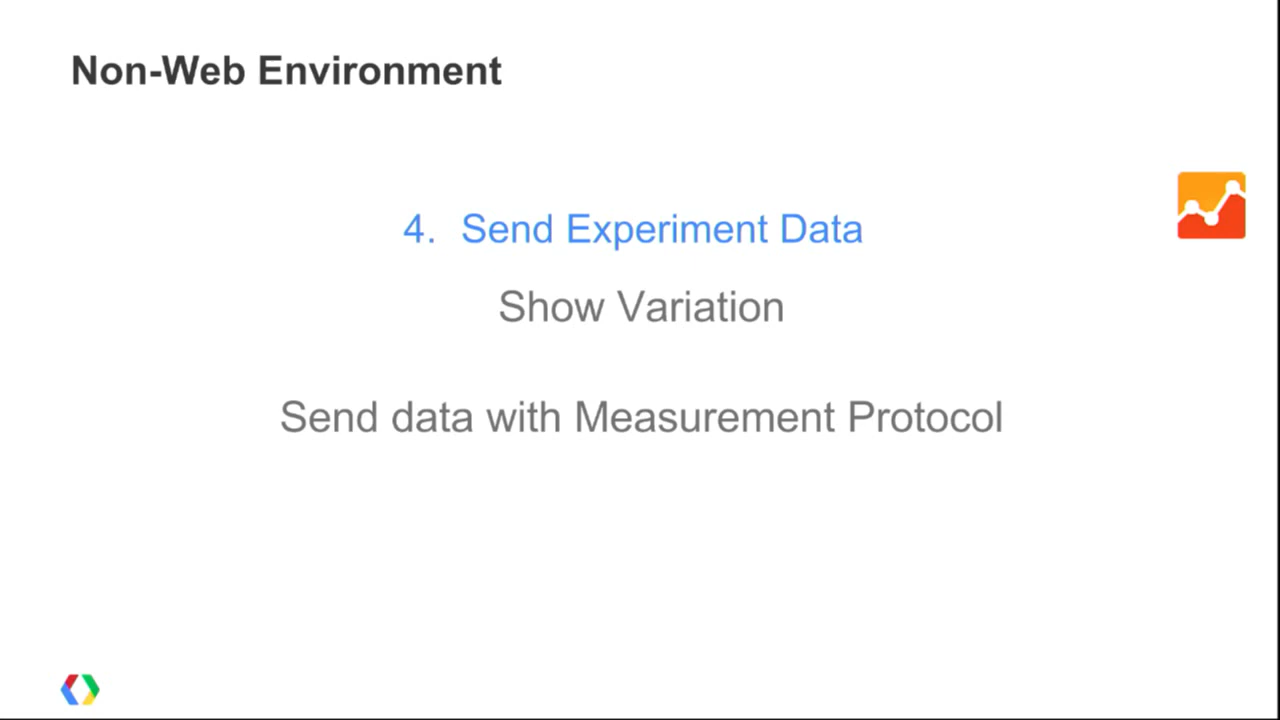 Non-Web Environment
4. Send Experiment Data
Show Variation
Send data with Measurement Protocol